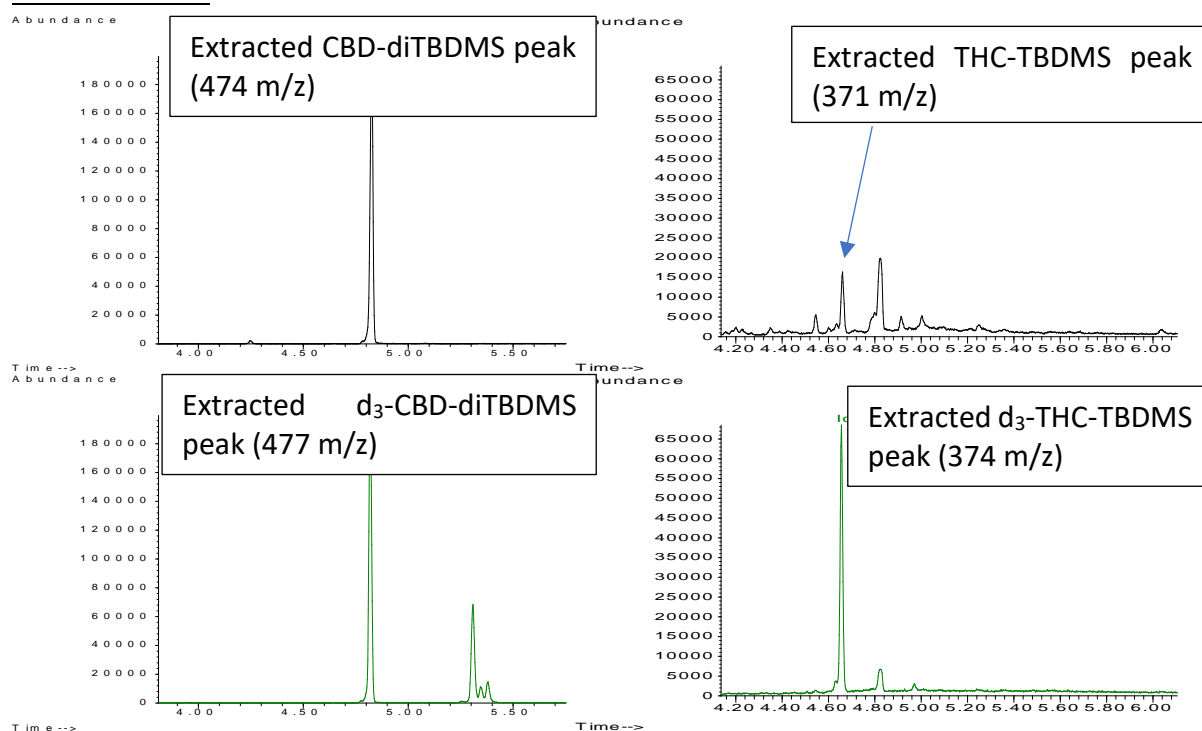 Abundance
Extracted CBD-diTBDMS peak
(474 m/z)
180000
160000
140000
120000
100000
80000
60000
40000
20000
0
4.00 4.50 5.00 5.50
Time-->
bundance
Extracted THC-TBDMS peak
(371 m/z)
65000
60000
55000
50000
45000
40000
35000
30000
25000
20000
15000
10000
5000
0
4.20 4.40 4.60 4.80 5.00 5.20 5.40 5.60 5.80 6.00
Time-->
Abundance
Extracted d₃-CBD-diTBDMS
peak (477 m/z)
180000
160000
140000
120000
100000
80000
60000
40000
20000
0
4.00 4.50 5.00 5.50
Time-->
bundance
Extracted d₃-THC-TBDMS
peak (374 m/z)
65000
60000
55000
50000
45000
40000
35000
30000
25000
20000
15000
10000
5000
0
4.20 4.40 4.60 4.80 5.00 5.20 5.40 5.60 5.80 6.00
Time-->